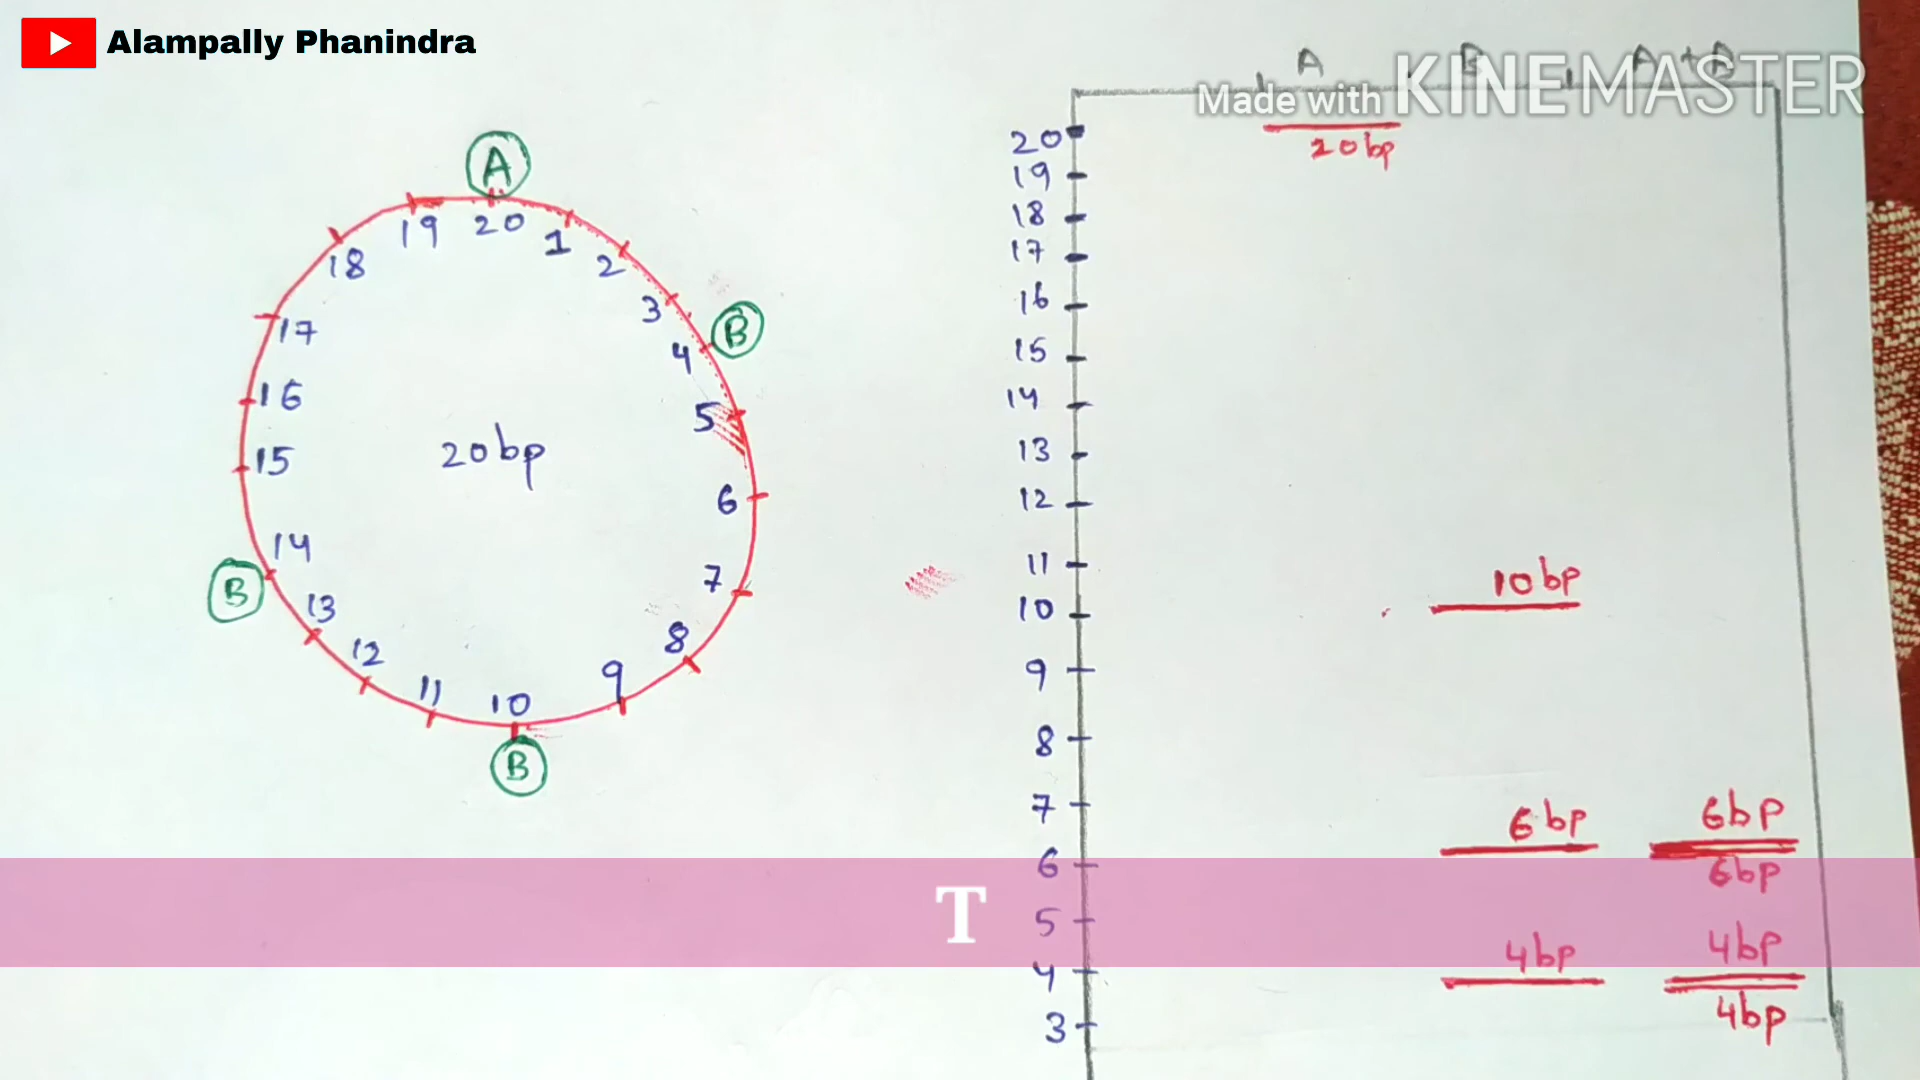 Alampally Phanindra
A B A+B
Made with KINEMASTER
A
19 20 1
18 2
17 3 B
16 4
15 5
20bp
14 6
B 13 7
12 8
11 10 9
B
20
19
18
17
16
15
14
13
12
11
10
9
8
7
6
5
4
3
20bp
10bp
6bp 6bp
6bp
4bp 4bp
4bp
T